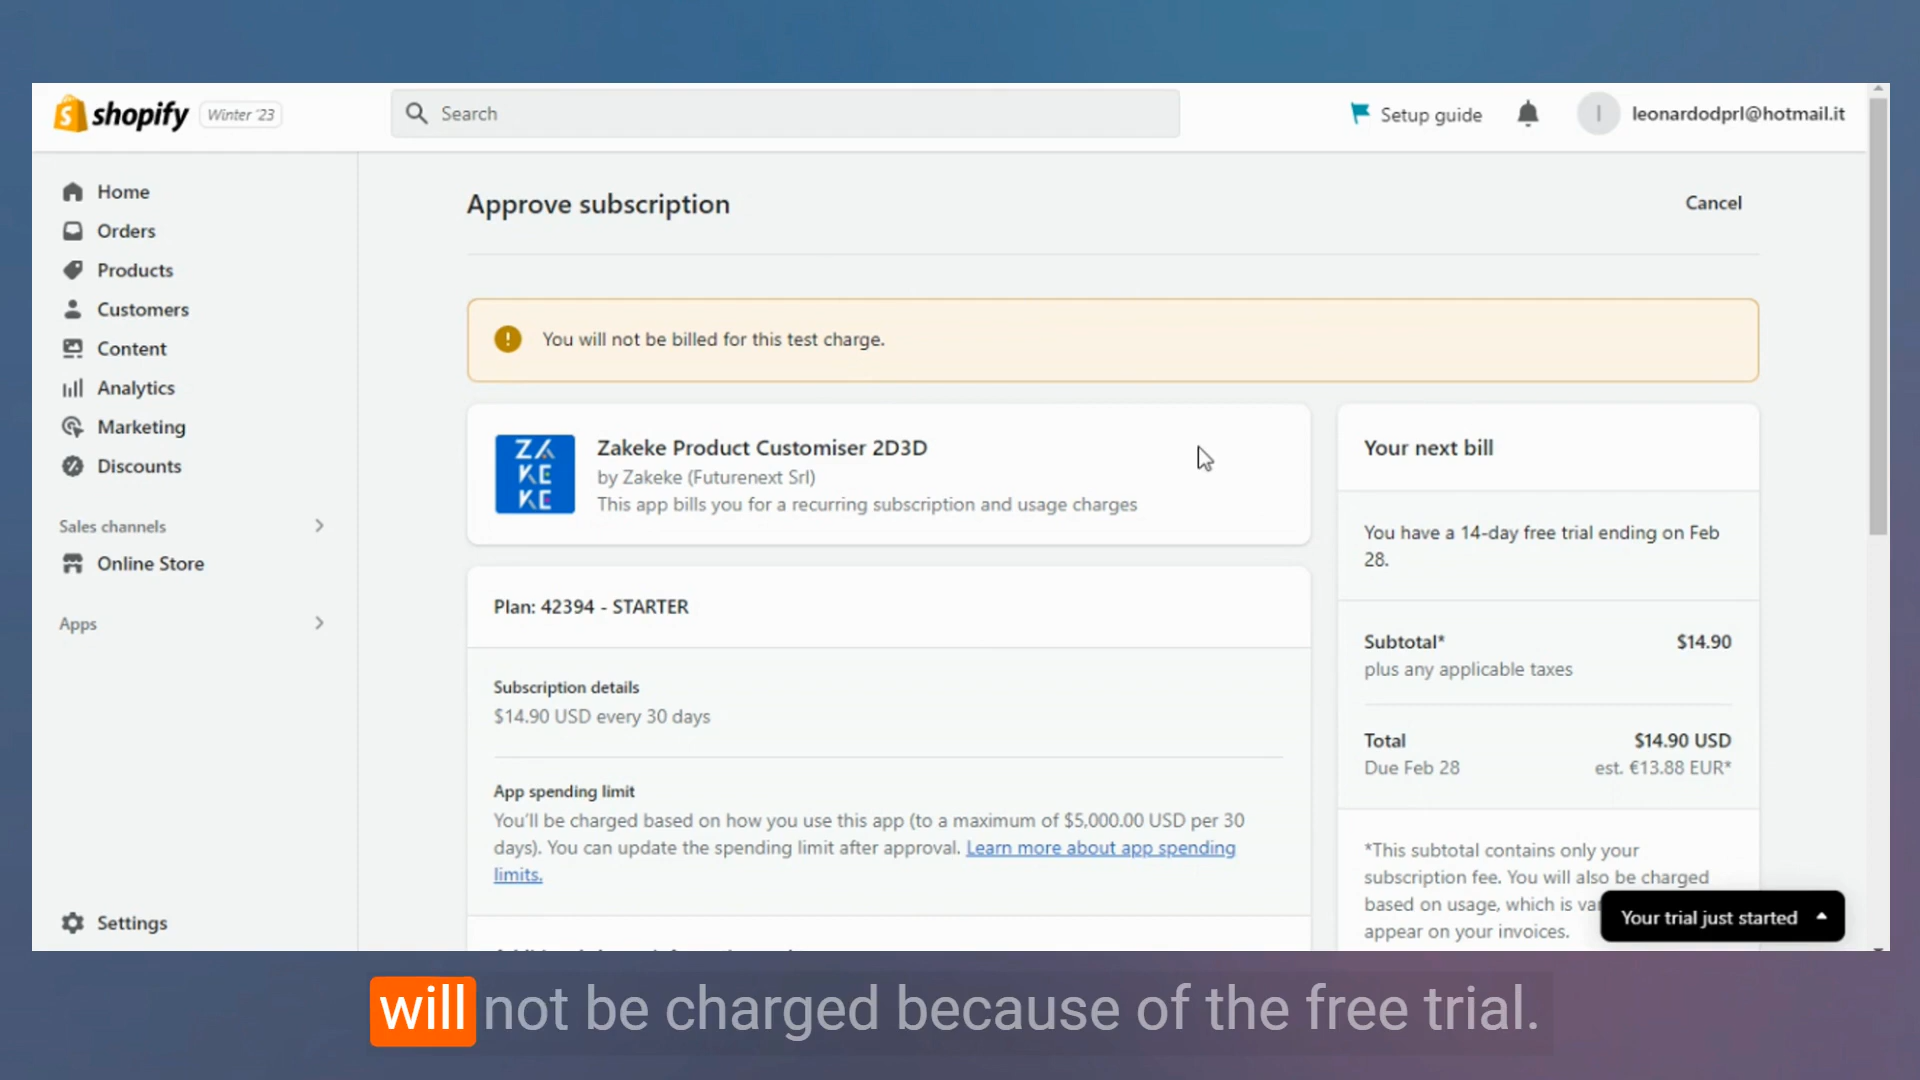 shopify
Winter '23
Search
Setup guide
I
leonardodprl@hotmail.it
Home
Orders
Products
Customers
Content
Analytics
Marketing
Discounts
Sales channels
Online Store
Apps
Settings
Approve subscription
Cancel
You will not be billed for this test charge.
ZA
KE
KE
Zakeke Product Customiser 2D3D
by Zakeke (Futurenext Srl)
This app bills you for a recurring subscription and usage charges
Plan: 42394 - STARTER
Subscription details
$14.90 USD every 30 days
App spending limit
You'll be charged based on how you use this app (to a maximum of $5,000.00 USD per 30
days). You can update the spending limit after approval. Learn more about app spending
limits.
Your next bill
You have a 14-day free trial ending on Feb
28.
Subtotal* $14.90
plus any applicable taxes
Total $14.90 USD
Due Feb 28 est. €13.88 EUR*
*This subtotal contains only your
subscription fee. You will also be charged
based on usage, which is
appear on your invoices.
Your trial just started
will not be charged because of the free trial.